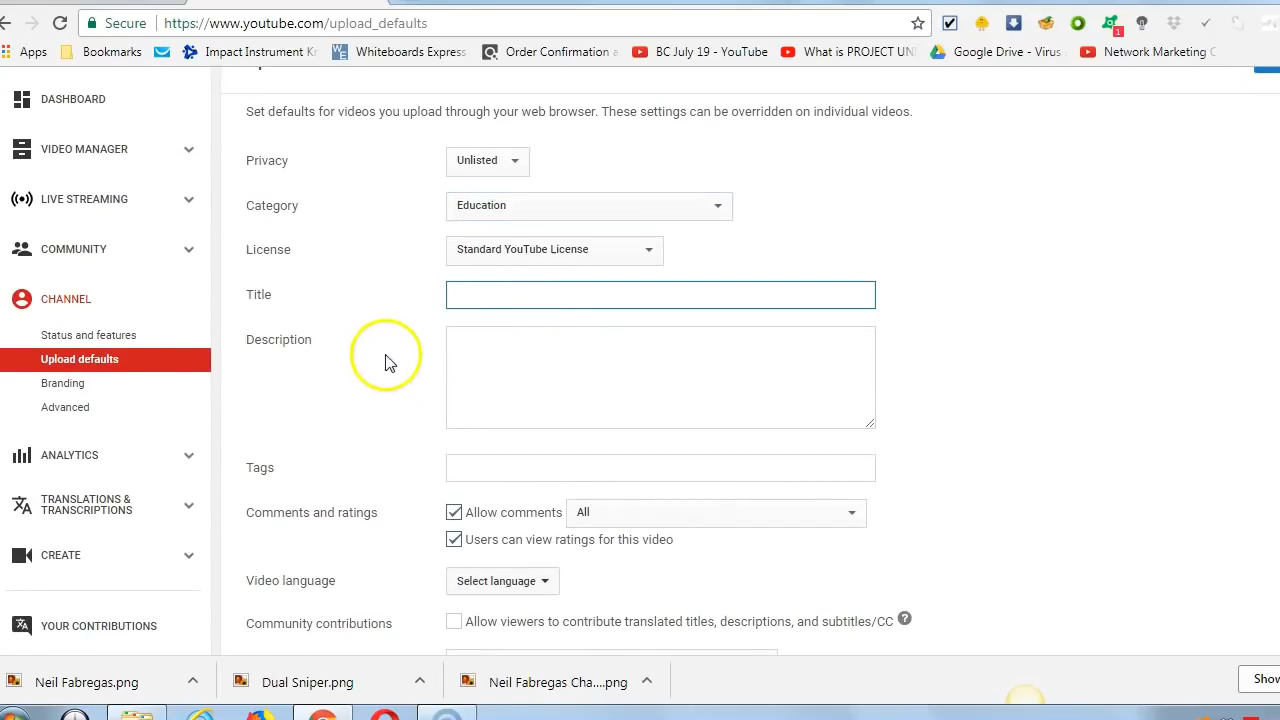 Secure https://www.youtube.com/upload_defaults
Apps Bookmarks Impact Instrument Kr Whiteboards Expres Order Confirmation a BC July 13 - YouTube What is PROJECT UNI Google Drive - Virus Network Marketing C
1
DASHBOARD
Set defaults for videos you upload through your web browser. These settings can be overridden on individual videos.
VIDEO MANAGER
Privacy Unlisted
LIVE STREAMING
Category Education
COMMUNITY
License Standard YouTube License
CHANNEL
Title
Status and features
Description
Upload defaults
Branding
Advanced
ANALYTICS
Tags
TRANSLATIONS &
TRANSCRIPTIONS
Comments and ratings Allow comments All
Users can view ratings for this video
CREATE
Video language Select language
YOUR CONTRIBUTIONS
Community contributions Allow viewers to contribute translated titles, descriptions, and subtitles/CC ?
Neil Fabregas.png Dual Sniper.png Neil Fabregas Cha....png Show